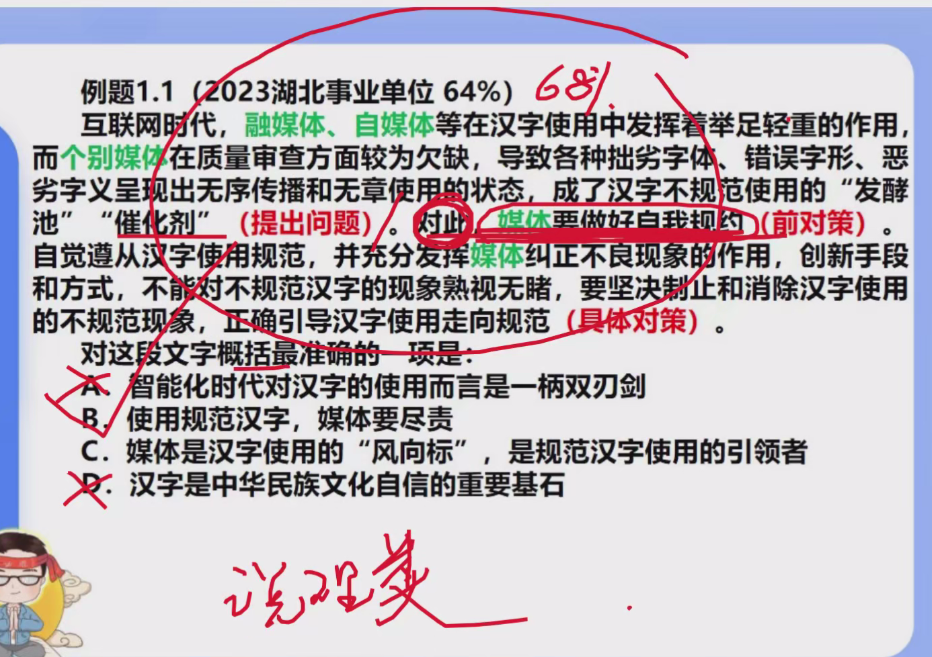 例题1.1（2023湖北事业单位 64%） 68%
互联网时代，融媒体、自媒体等在汉字使用中发挥着举足轻重的作用，
而个别媒体在质量审查方面较为欠缺，导致各种拙劣字体、错误字形、恶
劣字义呈现出无序传播和无章使用的状态，成了汉字不规范使用的“发酵
池”“催化剂”（提出问题）。对此，媒体要做好自我规约（前对策）。
自觉遵从汉字使用规范，并充分发挥媒体纠正不良现象的作用，创新手段
和方式，不能对不规范汉字的现象熟视无睹，要坚决制止和消除汉字使用
的不规范现象，正确引导汉字使用走向规范（具体对策）。
对这段文字概括最准确的一项是：
A．智能化时代对汉字的使用而言是一柄双刃剑
B．使用规范汉字，媒体要尽责
C．媒体是汉字使用的“风向标”，是规范汉字使用的引领者
D．汉字是中华民族文化自信的重要基石
说理类